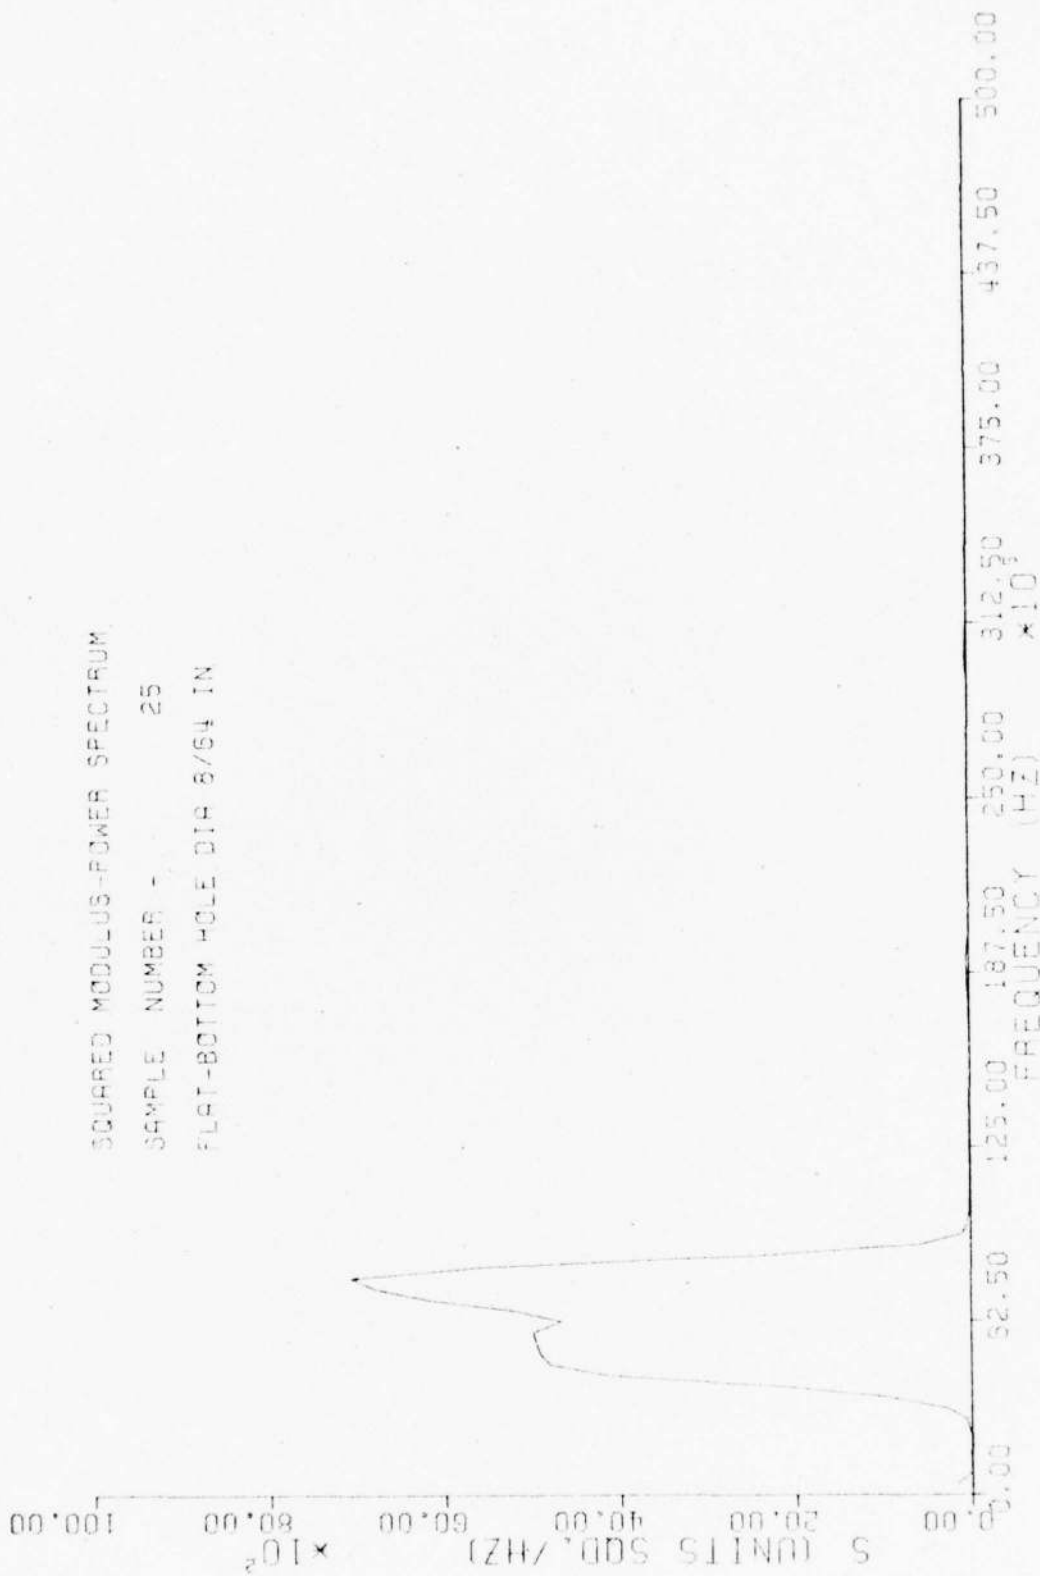 SQUARED MODULUS-POWER SPECTRUM
SAMPLE NUMBER - 25
FLAT-BOTTOM HOLE DIA 8/64 IN
S (UNITS SQD./HZ) ×10²
100.00
80.00
60.00
40.00
20.00
0.00
0.00 62.50 125.00 187.50 250.00 312.50 375.00 437.50 500.00
FREQUENCY (HZ)